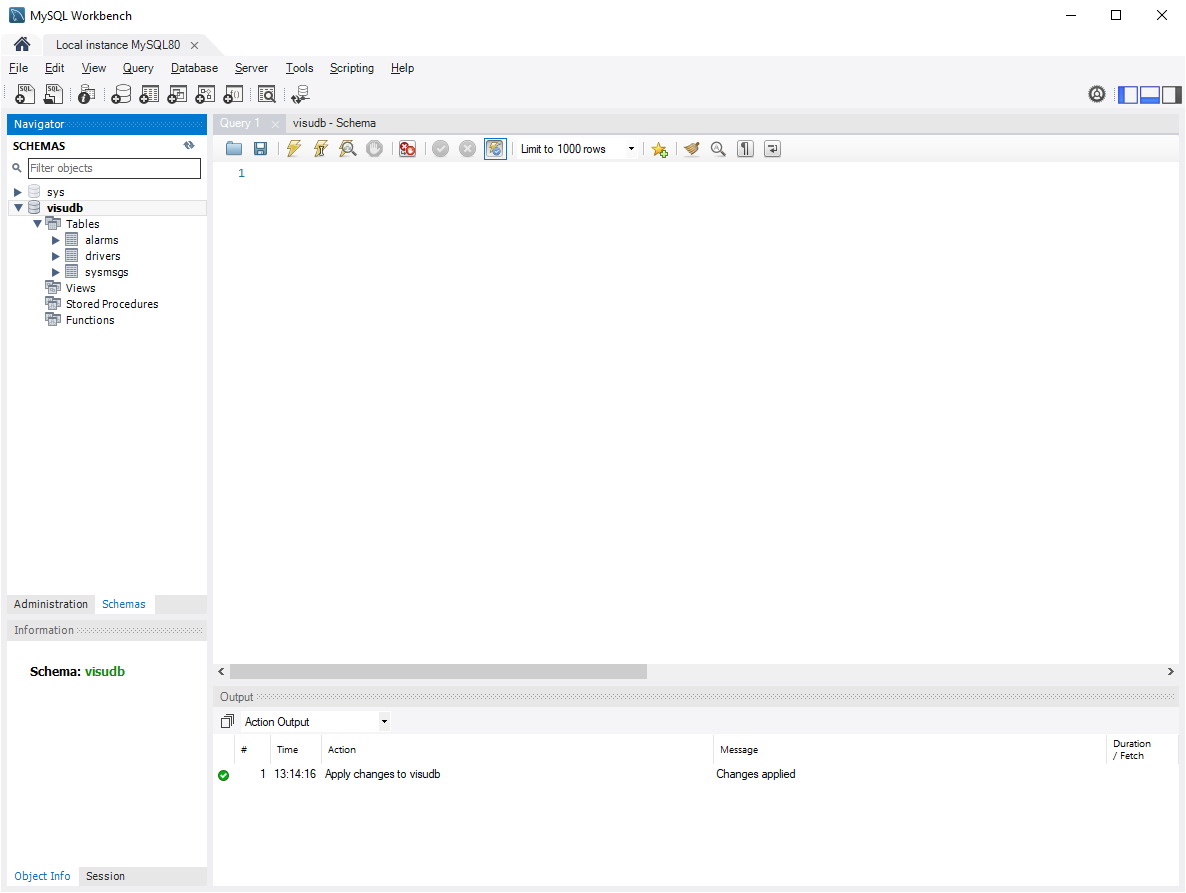 MySQL Workbench
Local instance MySQL80
File Edit View Query Database Server Tools Scripting Help
SQL SQL
Navigator
SCHEMAS
Filter objects
sys
visudb
Tables
alarms
drivers
sysmsgs
Views
Stored Procedures
Functions
Administration Schemas
Information
Schema: visudb
Object Info Session
Query 1 visudb - Schema
Limit to 1000 rows
1
Output
Action Output
# Time Action Message Duration / Fetch
1 13:14:16 Apply changes to visudb Changes applied